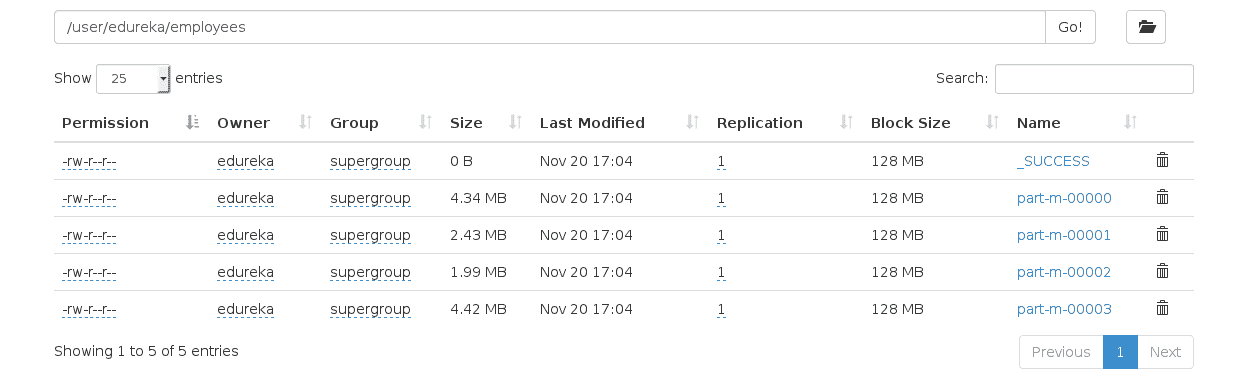 /user/edureka/employees Go!
Show 25 entries Search:
Permission Owner Group Size Last Modified Replication Block Size Name
-rw-r--r-- edureka supergroup 0 B Nov 20 17:04 1 128 MB _SUCCESS
-rw-r--r-- edureka supergroup 4.34 MB Nov 20 17:04 1 128 MB part-m-00000
-rw-r--r-- edureka supergroup 2.43 MB Nov 20 17:04 1 128 MB part-m-00001
-rw-r--r-- edureka supergroup 1.99 MB Nov 20 17:04 1 128 MB part-m-00002
-rw-r--r-- edureka supergroup 4.42 MB Nov 20 17:04 1 128 MB part-m-00003
Showing 1 to 5 of 5 entries Previous 1 Next